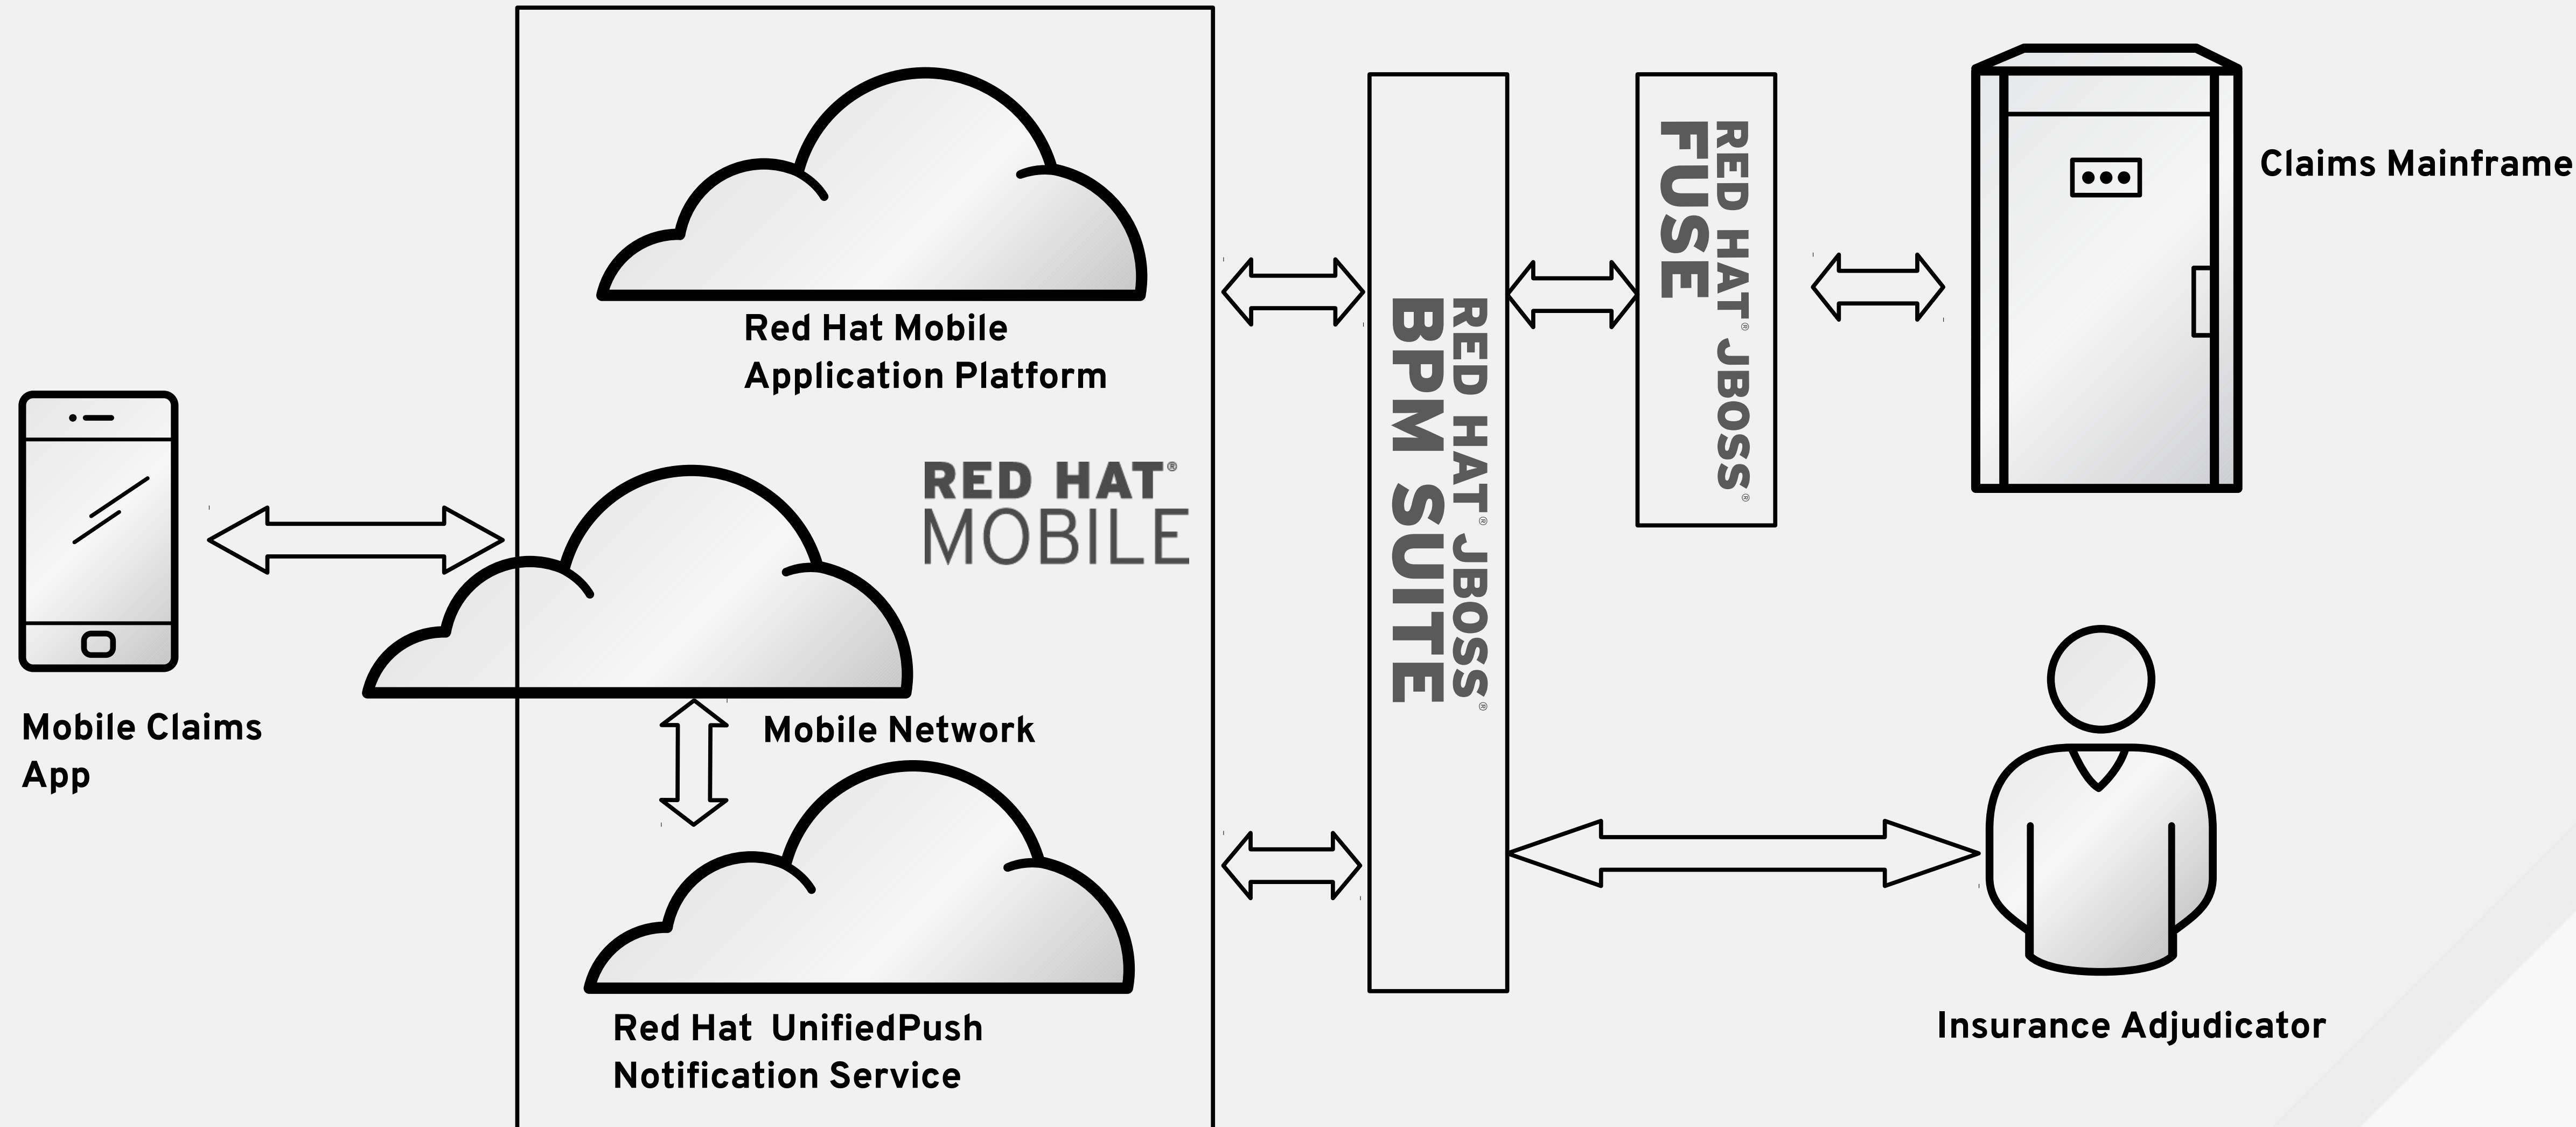 Red Hat Mobile
Application Platform
RED HAT®
MOBILE
Mobile Claims
App
Mobile Network
Red Hat  UnifiedPush
Notification Service
RED HAT® JBOSS®
BPM SUITE
RED HAT® JBOSS®
FUSE
Claims Mainframe
Insurance Adjudicator